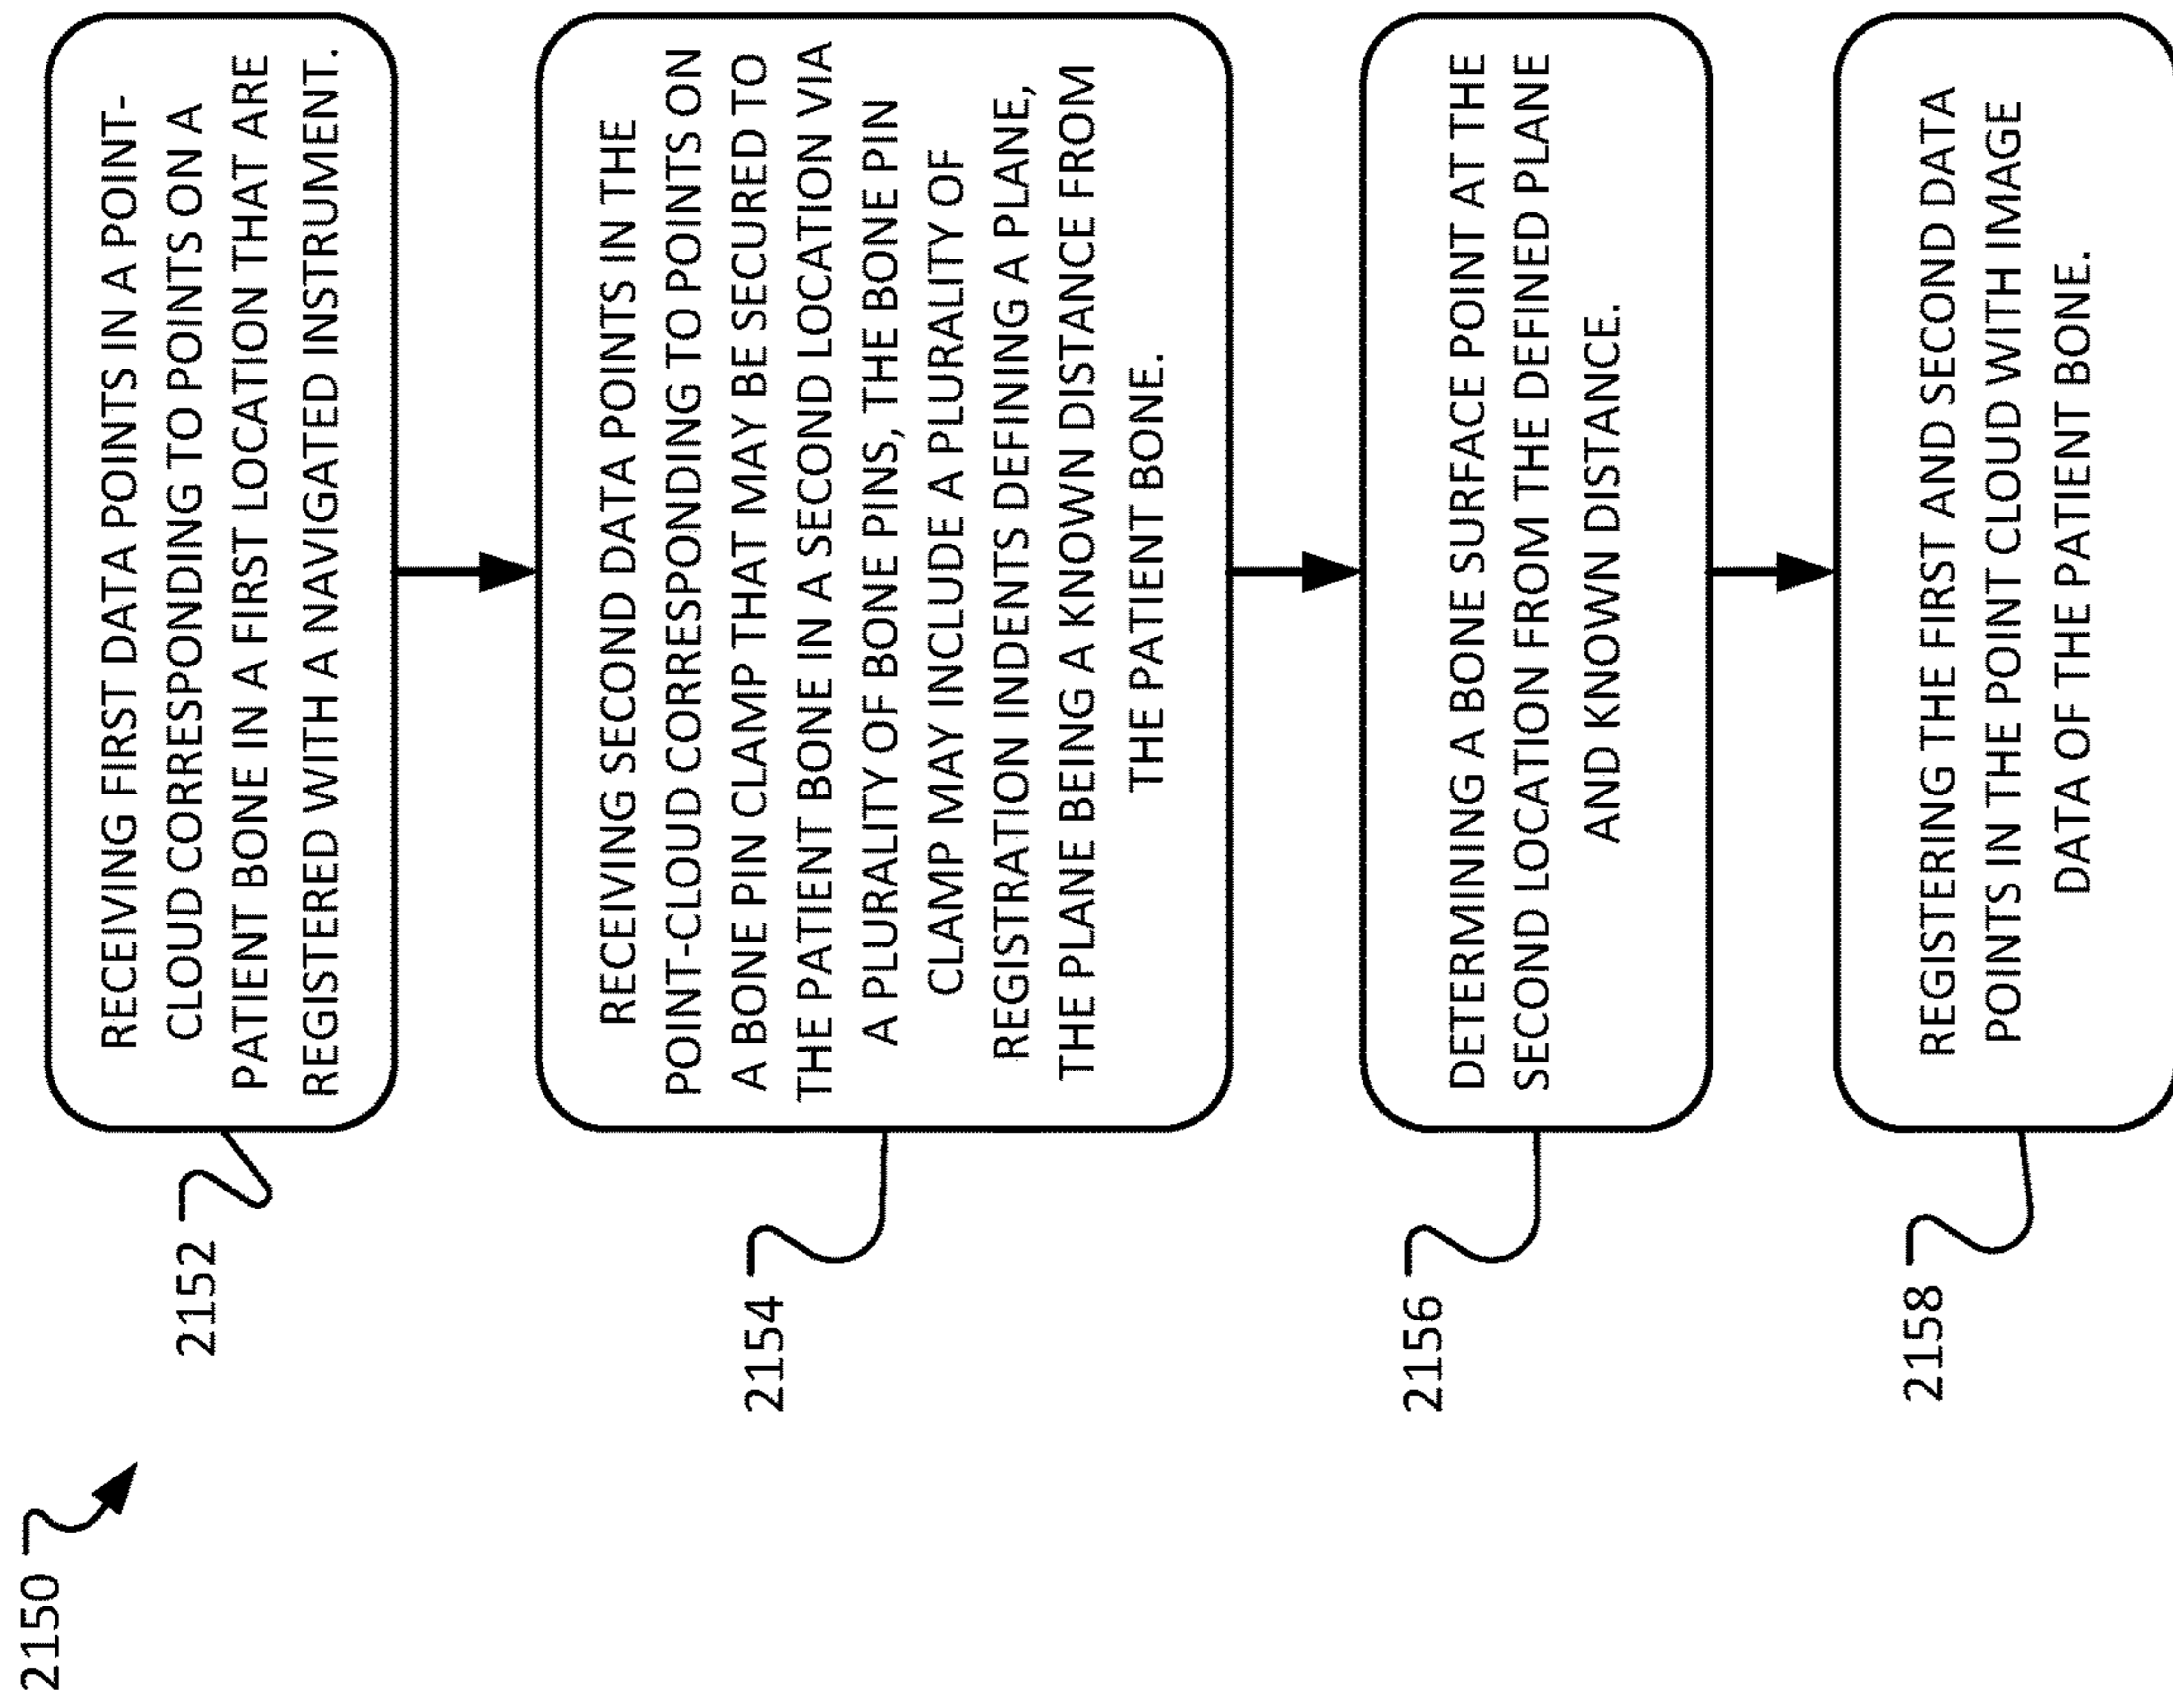 2150
2152
RECEIVING FIRST DATA POINTS IN A POINT-
CLOUD CORRESPONDING TO POINTS ON A
PATIENT BONE IN A FIRST LOCATION THAT ARE
REGISTERED WITH A NAVIGATED INSTRUMENT.
2154
RECEIVING SECOND DATA POINTS IN THE
POINT-CLOUD CORRESPONDING TO POINTS ON
A BONE PIN CLAMP THAT MAY BE SECURED TO
THE PATIENT BONE IN A SECOND LOCATION VIA
A PLURALITY OF BONE PINS, THE BONE PIN
CLAMP MAY INCLUDE A PLURALITY OF
REGISTRATION INDENTS DEFINING A PLANE,
THE PLANE BEING A KNOWN DISTANCE FROM
THE PATIENT BONE.
2156
DETERMINING A BONE SURFACE POINT AT THE
SECOND LOCATION FROM THE DEFINED PLANE
AND KNOWN DISTANCE.
2158
REGISTERING THE FIRST AND SECOND DATA
POINTS IN THE POINT CLOUD WITH IMAGE
DATA OF THE PATIENT BONE.